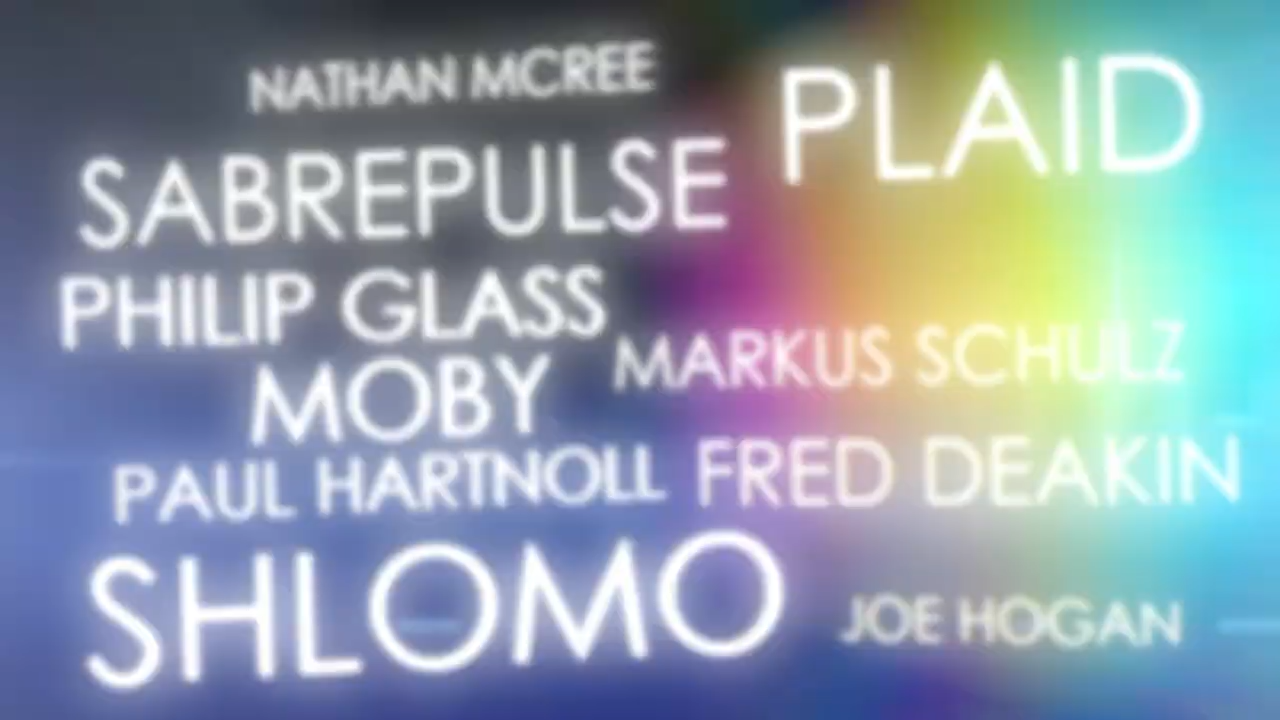 NATHAN MCREE
PLAID
SABREPULSE
PHILIP GLASS
MARKUS SCHULZ
MOBY
PAUL HARTNOLL
FRED DEAKIN
SHLOMO
JOE HOGAN